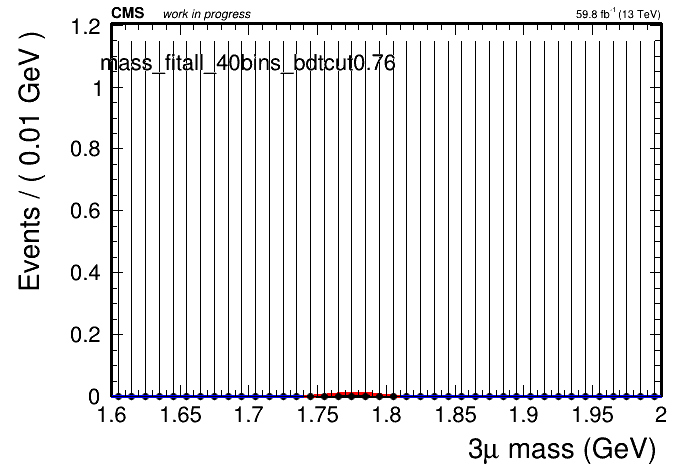 CMS work in progress 59.8 fb⁻¹ (13 TeV)
mass_fitall_40bins_bdtcut0.76
Events / ( 0.01 GeV )
1.2
1
0.8
0.6
0.4
0.2
0
1.6 1.65 1.7 1.75 1.8 1.85 1.9 1.95 2
3μ mass (GeV)